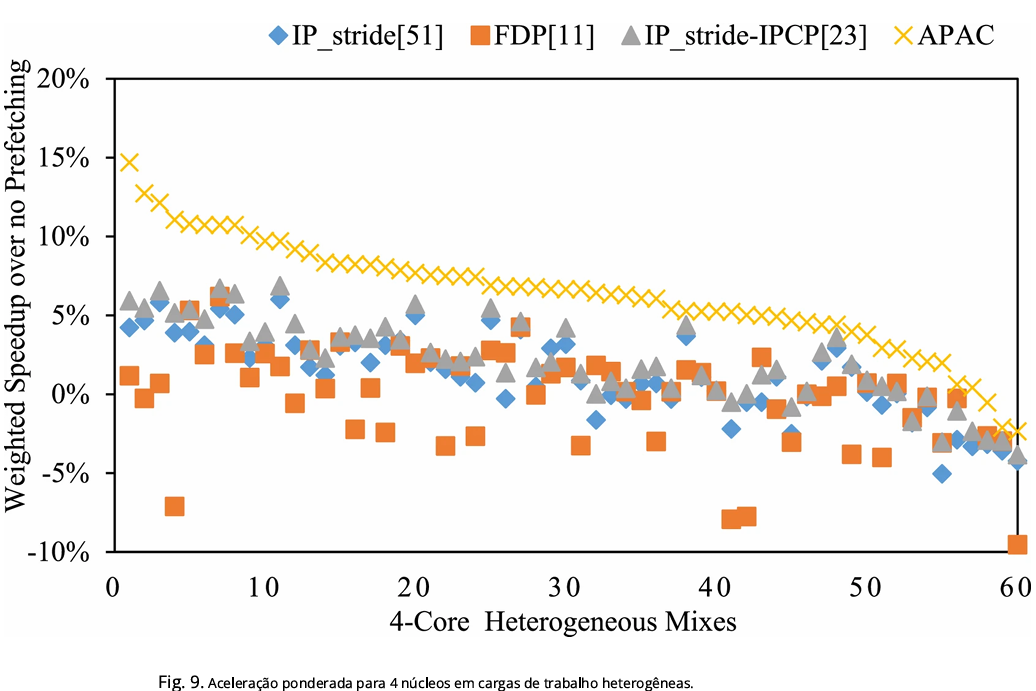 IP_stride[51] FDP[11] IP_stride-IPCP[23] APAC
Weighted Speedup over no Prefetching
20%
15%
10%
5%
0%
-5%
-10%
0 10 20 30 40 50 60
4-Core Heterogeneous Mixes
Fig. 9. Aceleração ponderada para 4 núcleos em cargas de trabalho heterogêneas.